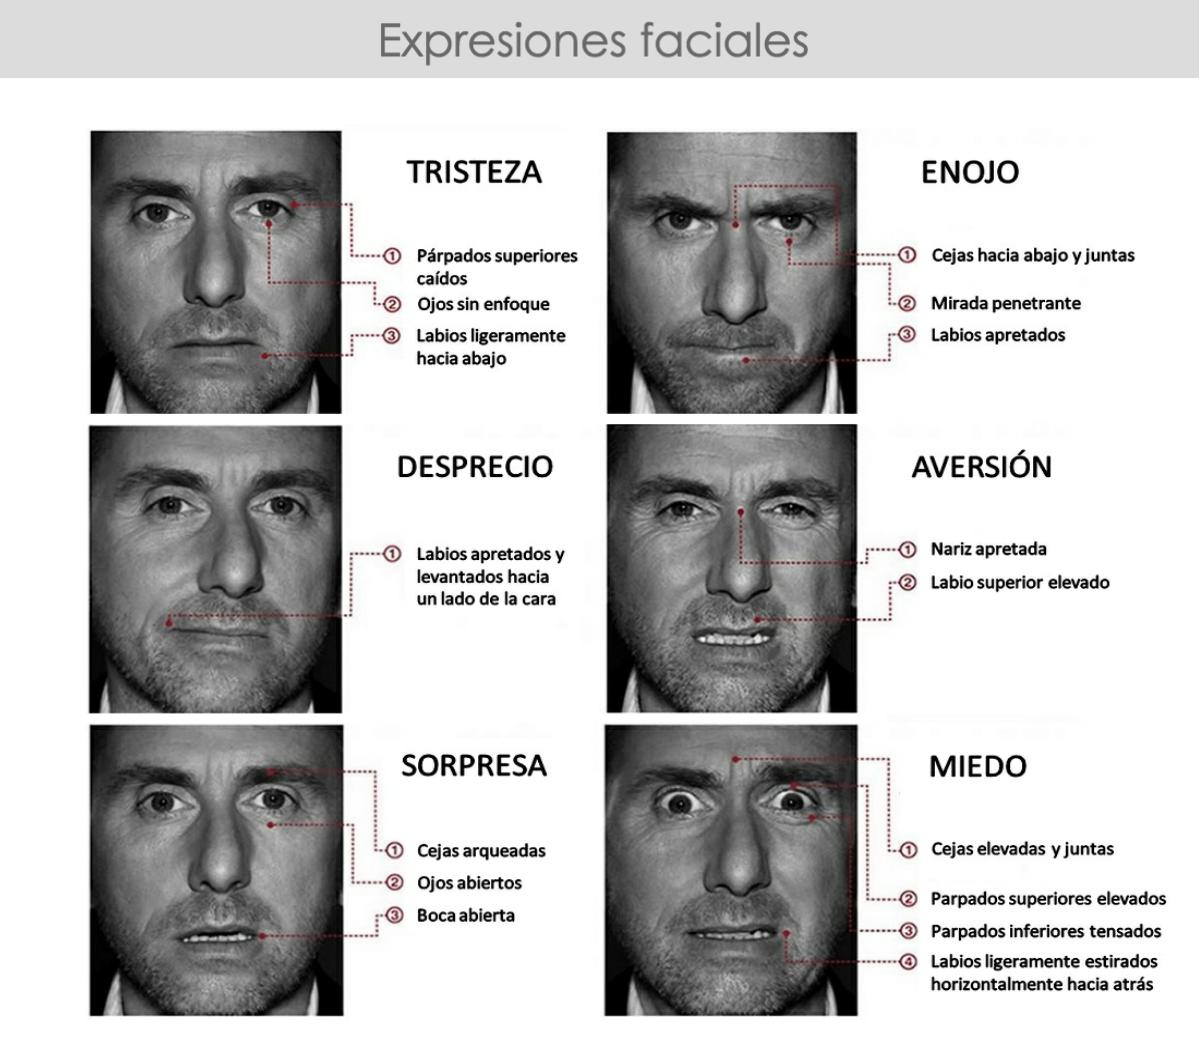 Expresiones faciales
TRISTEZA
1 Párpados superiores
caídos
2 Ojos sin enfoque
3 Labios ligeramente
hacia abajo
ENOJO
1 Cejas hacia abajo y juntas
2 Mirada penetrante
3 Labios apretados
DESPRECIO
1 Labios apretados y
levantados hacia
un lado de la cara
AVERSIÓN
1 Nariz apretada
2 Labio superior elevado
SORPRESA
1 Cejas arqueadas
2 Ojos abiertos
3 Boca abierta
MIEDO
1 Cejas elevadas y juntas
2 Parpados superiores elevados
3 Parpados inferiores tensados
4 Labios ligeramente estirados
horizontalmente hacia atrás